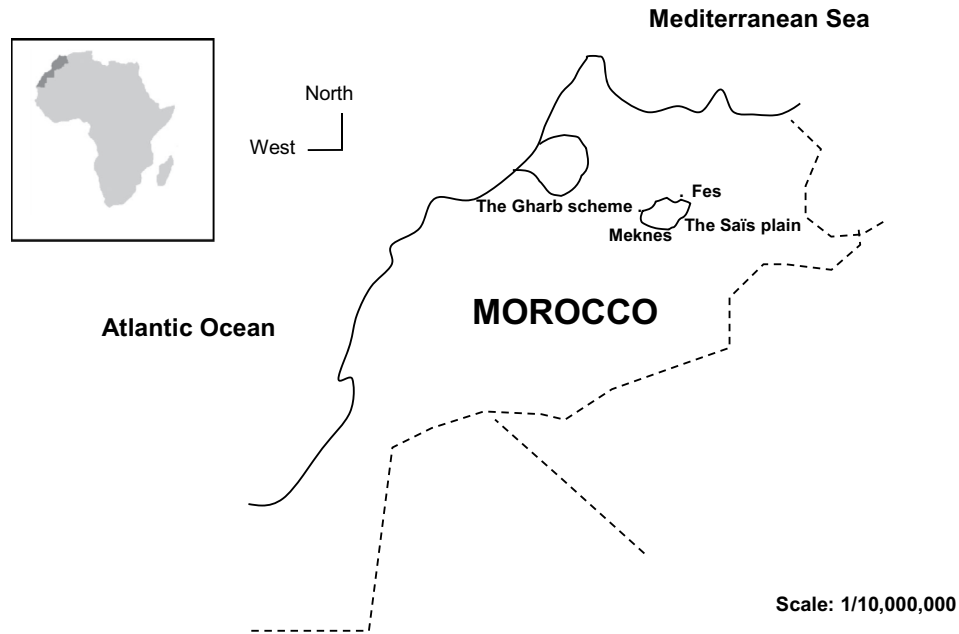 Mediterranean Sea
North
West
Fes
The Gharb scheme
The Saïs plain
Meknes
MOROCCO
Atlantic Ocean
Scale: 1/10,000,000